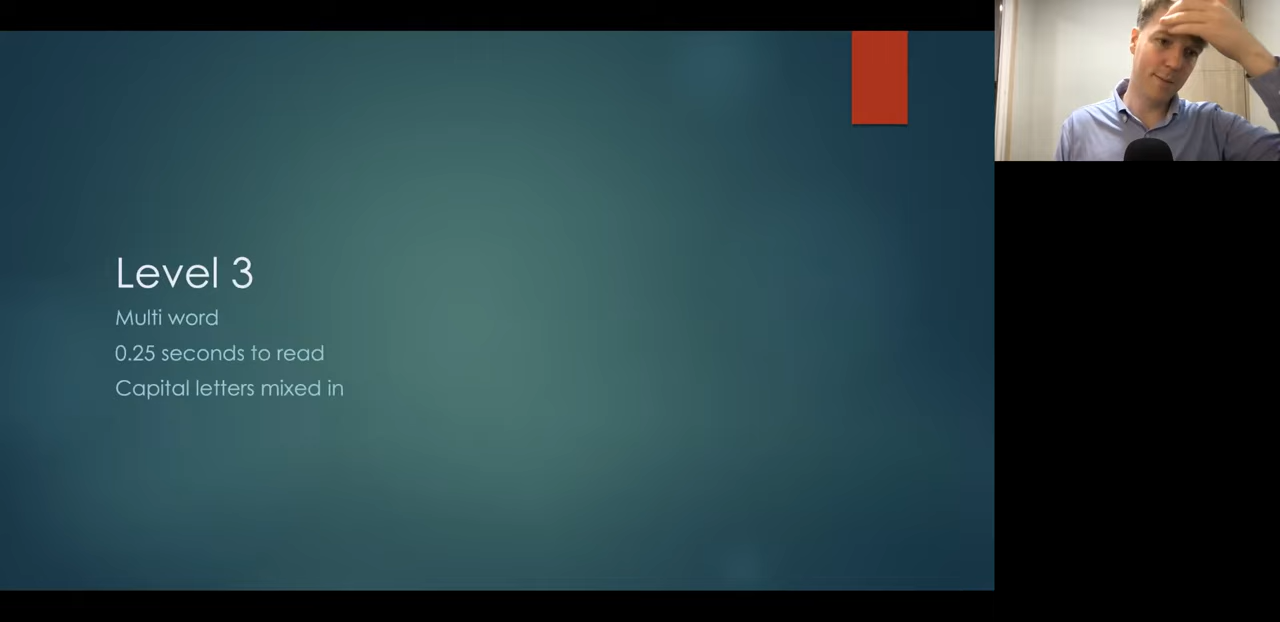 Level 3
Multi word
0.25 seconds to read
Capital letters mixed in